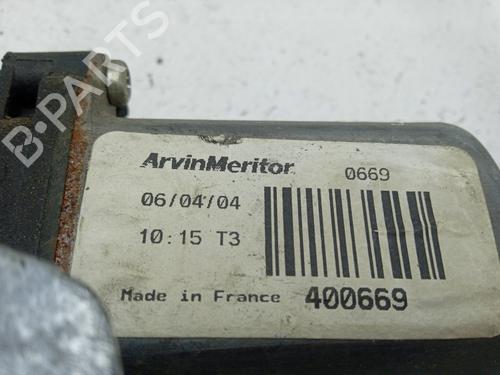 B-PARTS
ArvinMeritor 0669
06/04/04
10:15 T3
Made in France 400669